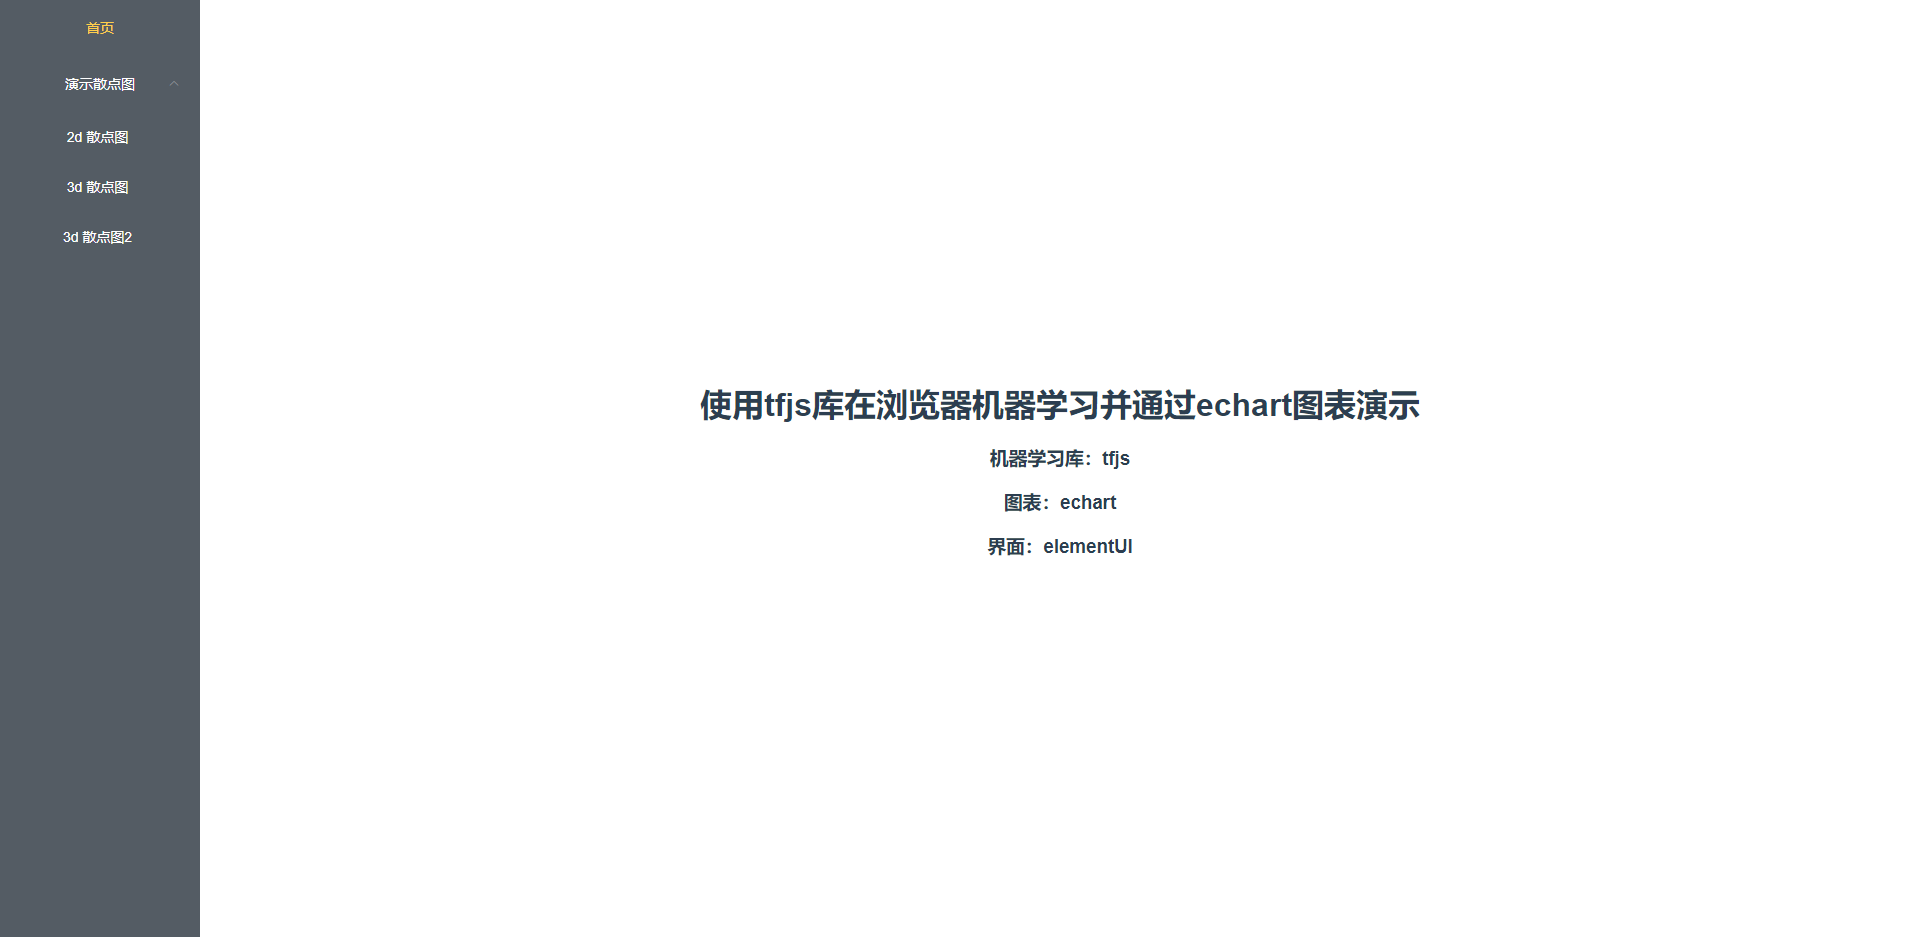 首页
演示散点图
2d 散点图
3d 散点图
3d 散点图2
使用tfjs库在浏览器机器学习并通过echart图表演示
机器学习库：tfjs
图表：echart
界面：elementUI